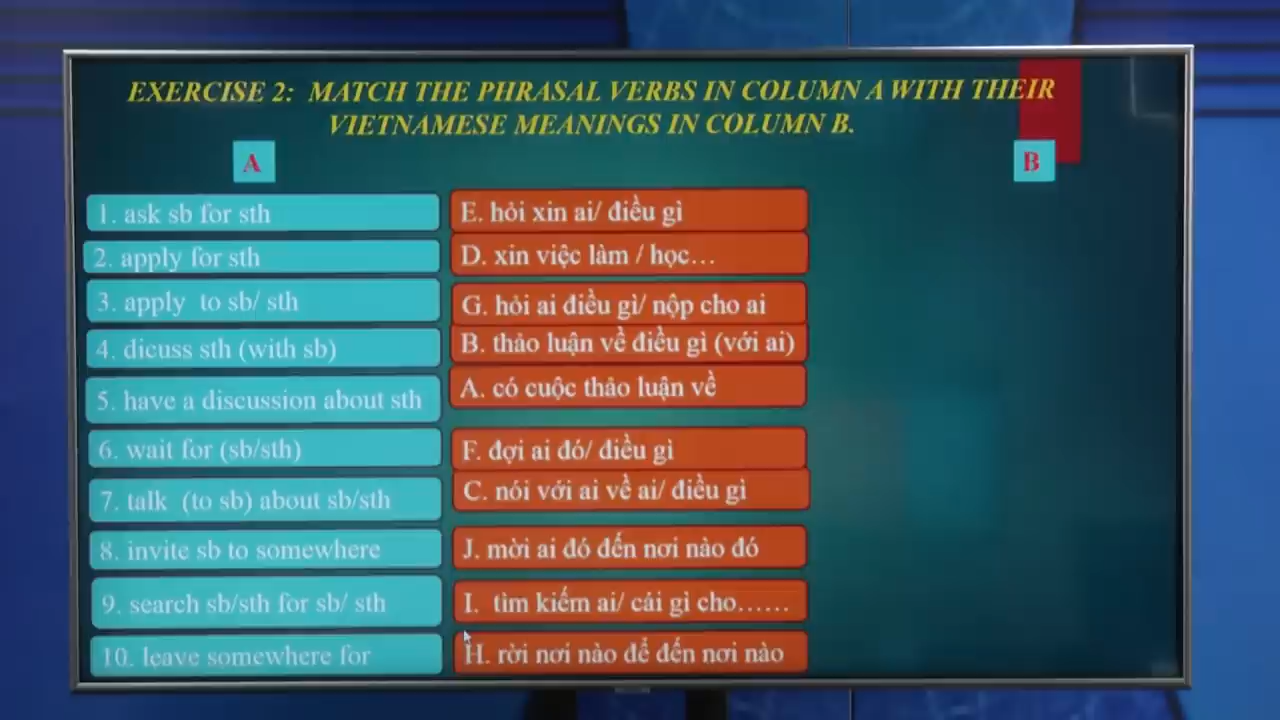 EXERCISE 2: MATCH THE PHRASAL VERBS IN COLUMN A WITH THEIR
VIETNAMESE MEANINGS IN COLUMN B.
A
B
1. ask sb for sth
E. hỏi xin ai/ điều gì
2. apply for sth
D. xin việc làm / học…
3. apply to sb/ sth
G. hỏi ai điều gì/ nộp cho ai
4. dicuss sth (with sb)
B. thảo luận về điều gì (với ai)
5. have a discussion about sth
A. có cuộc thảo luận về
6. wait for (sb/sth)
F. đợi ai đó/ điều gì
7. talk (to sb) about sb/sth
C. nói với ai về ai/ điều gì
8. invite sb to somewhere
J. mời ai đó đến nơi nào đó
9. search sb/sth for sb/ sth
I. tìm kiếm ai/ cái gì cho……
10. leave somewhere for
H. rời nơi nào để đến nơi nào